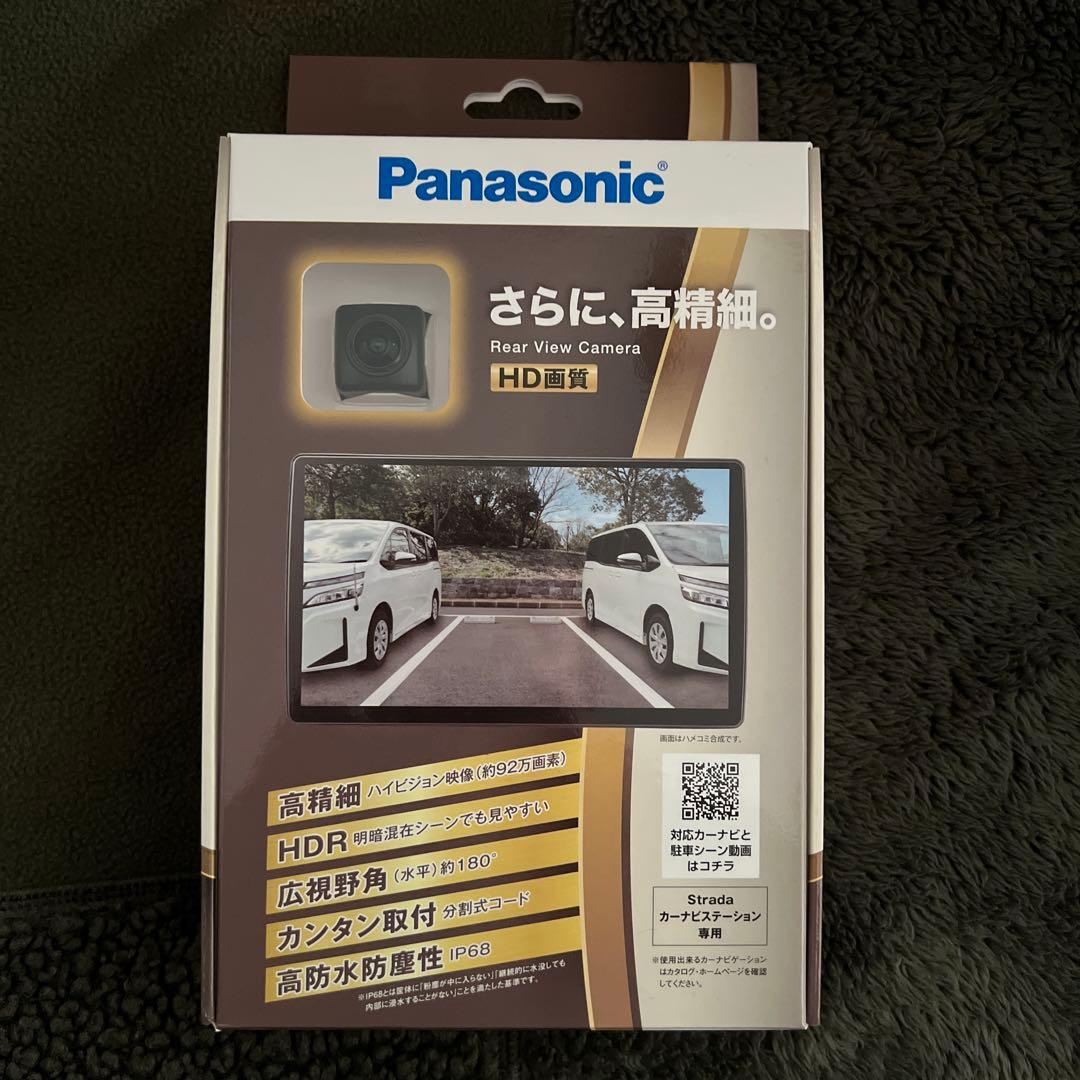 Panasonic®
さらに、高精細。
Rear View Camera
HD画質
画面はハメコミ合成です。
高精細 ハイビジョン映像(約92万画素)
HDR 明暗混在シーンでも見やすい
広視野角 (水平)約180°
カンタン取付 分割式コード
高防水防塵性 IP68
※IP68とは筐体に「粉塵が中に入らない」「継続的に水没しても
内部に浸水することがない」ことを満たした基準です。
対応カーナビと
駐車シーン動画
はコチラ
Strada
カーナビステーション
専用
※使用出来るカーナビゲーション
はカタログ・ホームページを確認
してください。